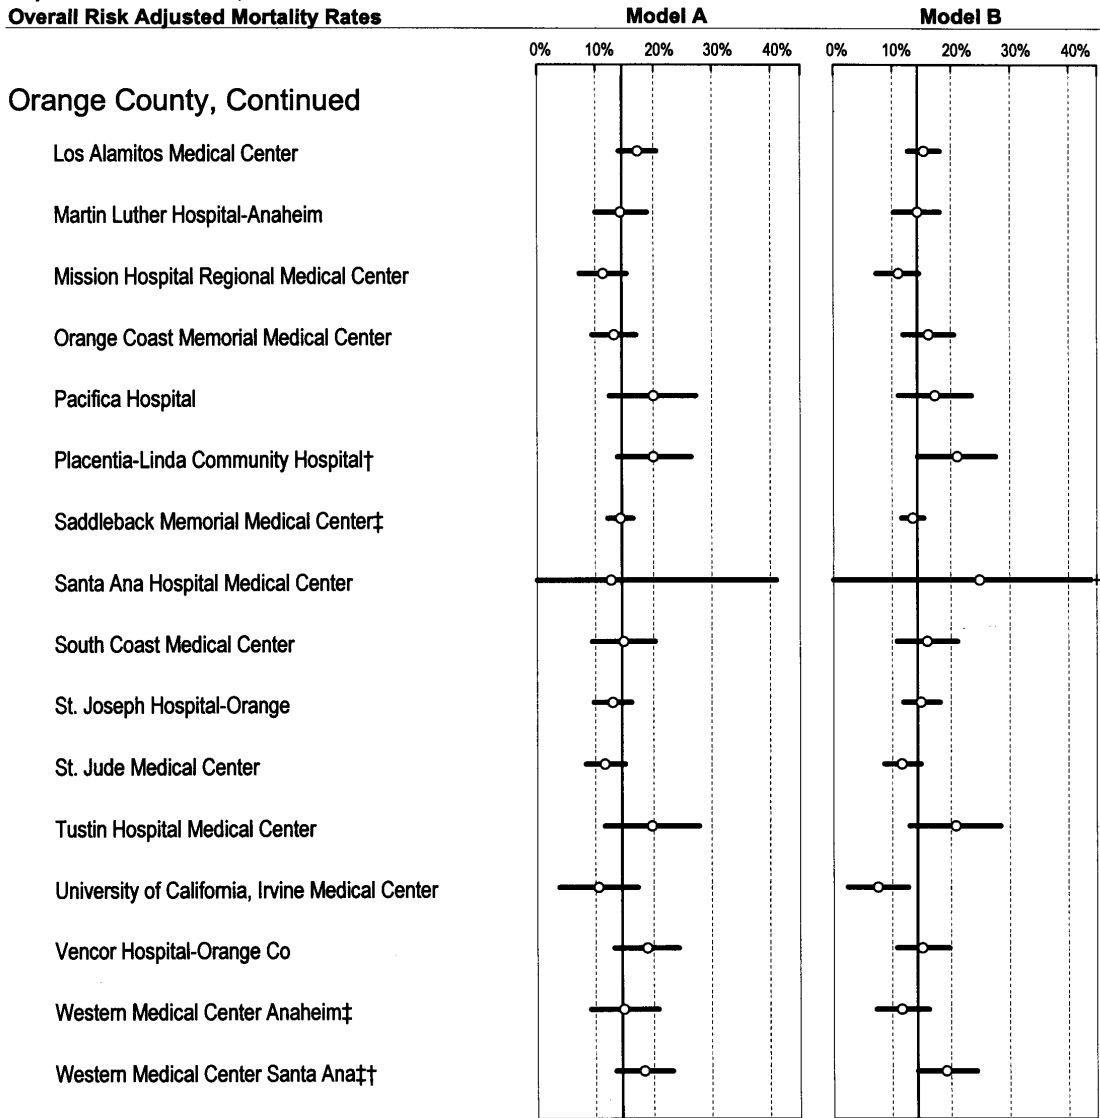 Overall Risk Adjusted Mortality Rates Model A Model B
0% 10% 20% 30% 40% 0% 10% 20% 30% 40%
Orange County, Continued
Los Alamitos Medical Center
Martin Luther Hospital-Anaheim
Mission Hospital Regional Medical Center
Orange Coast Memorial Medical Center
Pacifica Hospital
Placentia-Linda Community Hospital†
Saddleback Memorial Medical Center‡
Santa Ana Hospital Medical Center
South Coast Medical Center
St. Joseph Hospital-Orange
St. Jude Medical Center
Tustin Hospital Medical Center
University of California, Irvine Medical Center
Vencor Hospital-Orange Co
Western Medical Center Anaheim‡
Western Medical Center Santa Ana‡†